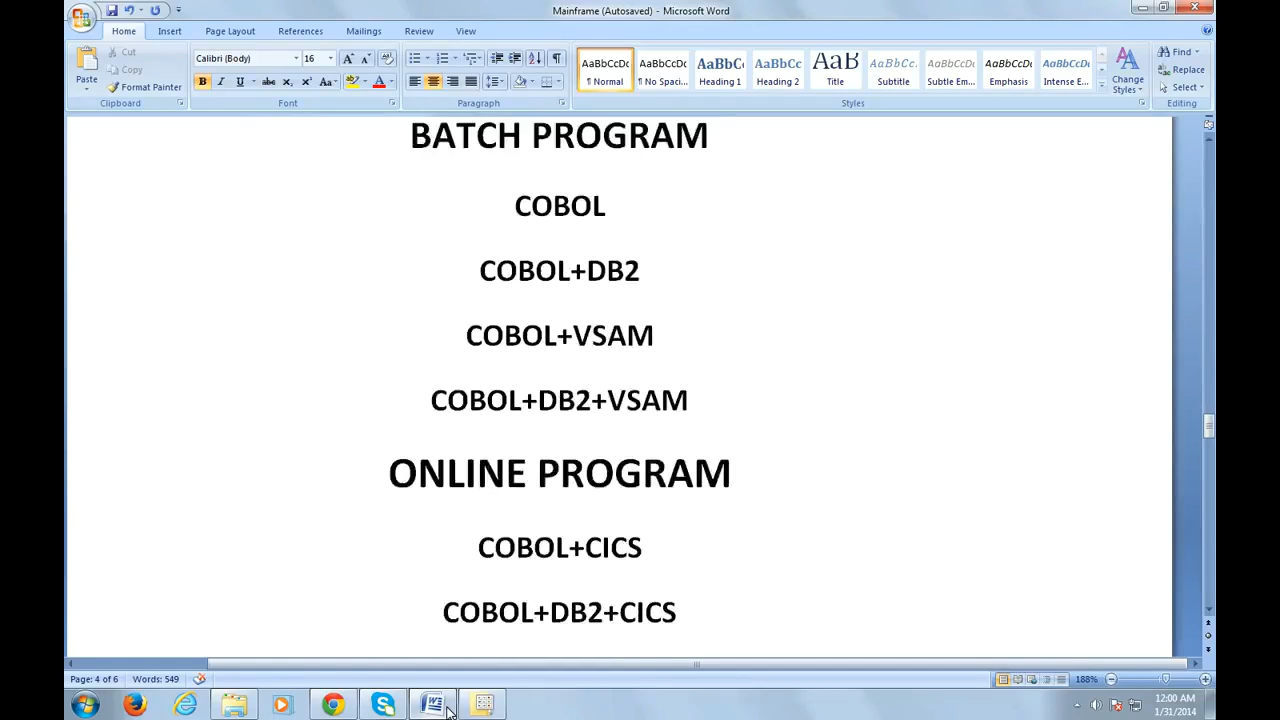 Mainframe (Autosaved) - Microsoft Word
Home Insert Page Layout References Mailings Review View
Paste
Cut
Copy
Format Painter
Clipboard
Calibri (Body) 16
Font
Paragraph
AaBbCcDc AaBbCcDc AaBbC AaBbCc AaB AaBbCc. AaBbCcDc AaBbCcDc AaBbCcDc
¶ Normal ¶ No Spaci... Heading 1 Heading 2 Title Subtitle Subtle Em... Emphasis Intense E...
Styles
Change Styles
Find
Replace
Select
Editing
BATCH PROGRAM
COBOL
COBOL+DB2
COBOL+VSAM
COBOL+DB2+VSAM
ONLINE PROGRAM
COBOL+CICS
COBOL+DB2+CICS
Page: 4 of 6 Words: 549 188%
12:00 AM
1/31/2014